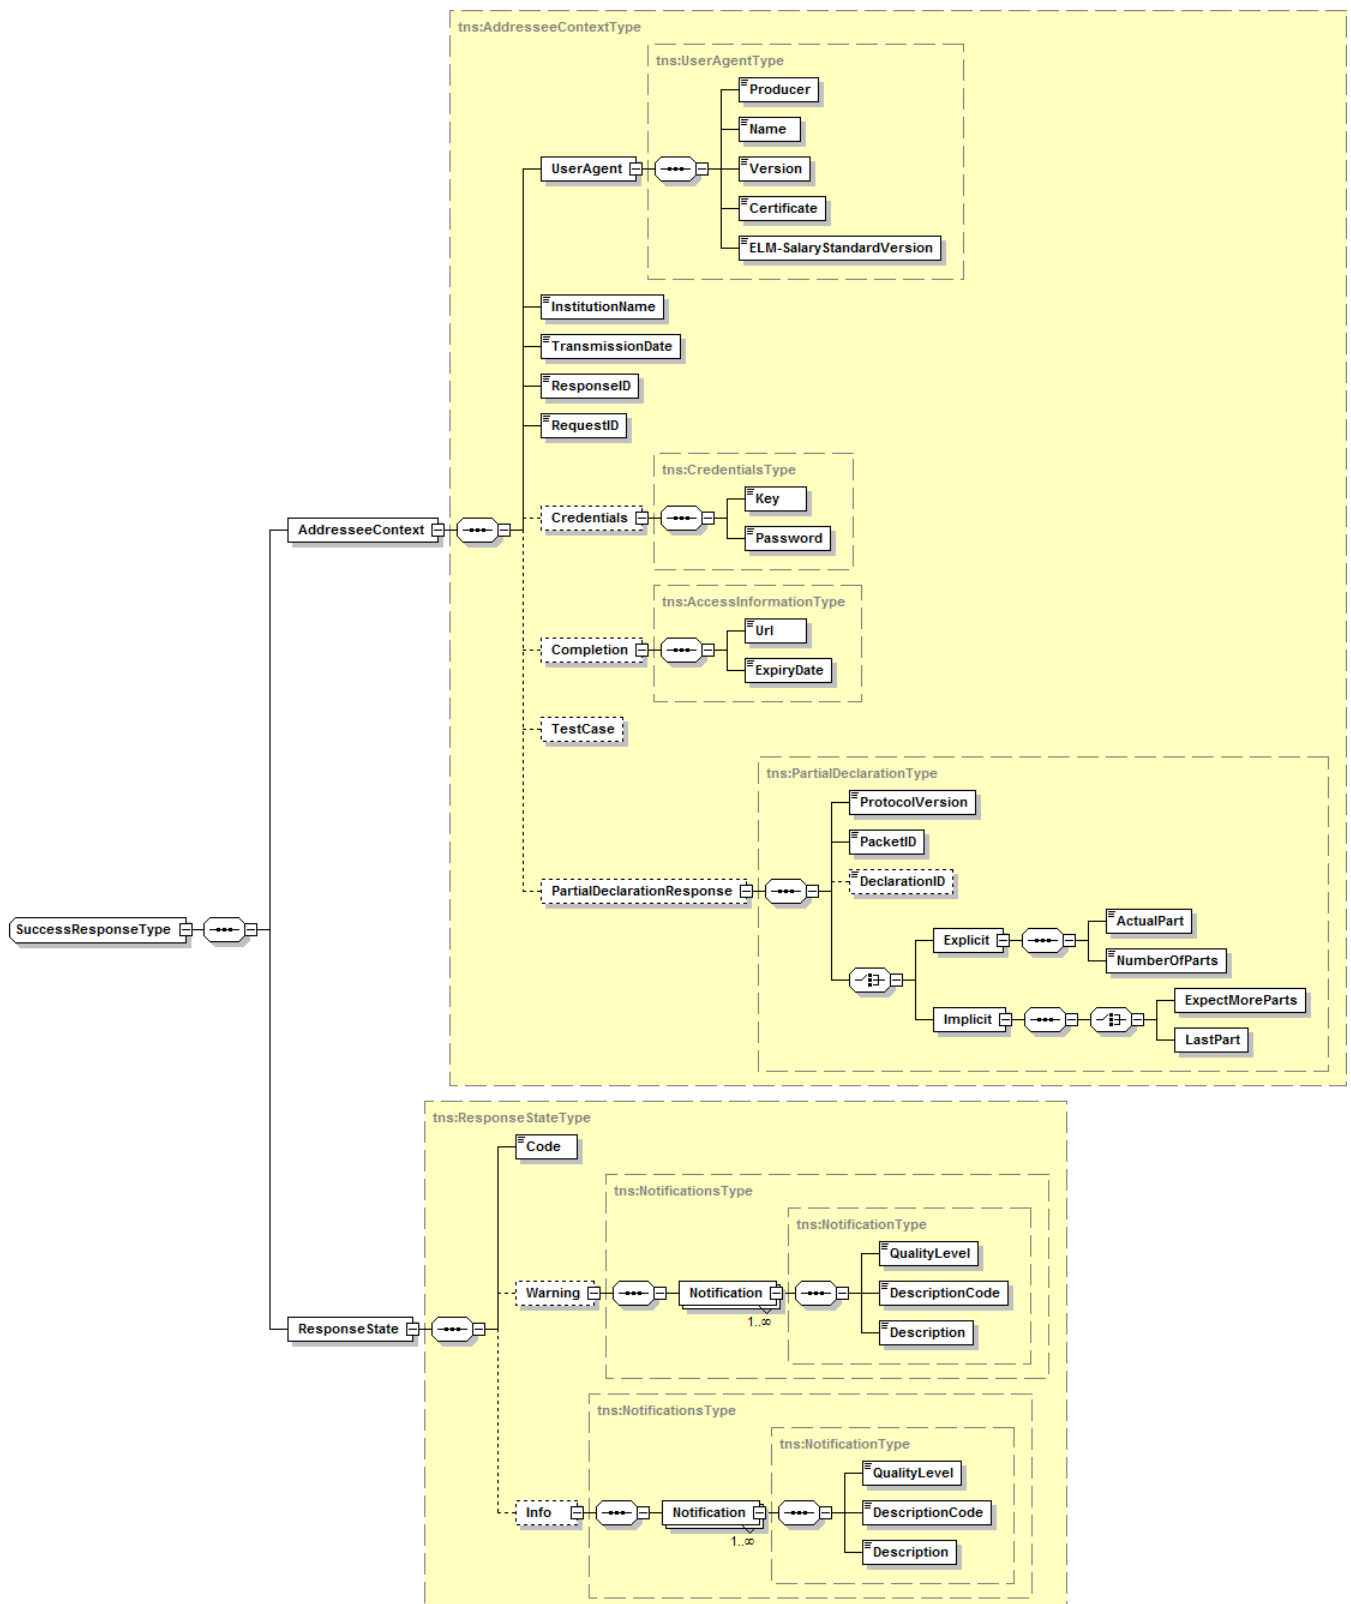 tns:AddresseeContextType
tns:UserAgentType
Producer
Name
UserAgent
Version
Certificate
ELM-SalaryStandardVersion
InstitutionName
TransmissionDate
ResponseID
RequestID
tns:CredentialsType
Key
Credentials
AddresseeContext
Password
tns:AccessInformationType
Url
Completion
ExpiryDate
TestCase
tns:PartialDeclarationType
ProtocolVersion
PacketID
DeclarationID
PartialDeclarationResponse
ActualPart
SuccessResponseType
Explicit
NumberOfParts
ExpectMoreParts
Implicit
LastPart
tns:ResponseStateType
Code
tns:NotificationsType
tns:NotificationType
QualityLevel
Warning
Notification
DescriptionCode
1..∞
ResponseState
Description
tns:NotificationsType
tns:NotificationType
QualityLevel
Info
Notification
DescriptionCode
1..∞
Description